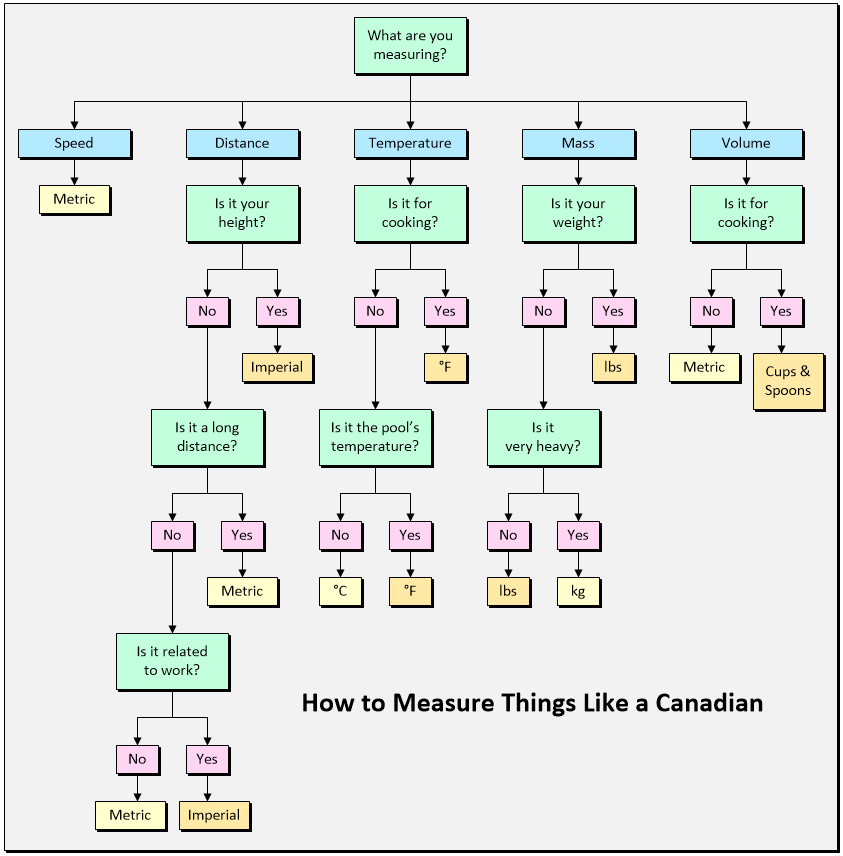 What are you
measuring?
Speed
Distance
Temperature
Mass
Volume
Metric
Is it your
height?
Is it for
cooking?
Is it your
weight?
Is it for
cooking?
No
Yes
No
Yes
No
Yes
No
Yes
Imperial
°F
lbs
Metric
Cups &
Spoons
Is it a long
distance?
Is it the pool's
temperature?
Is it
very heavy?
No
Yes
No
Yes
No
Yes
Metric
°C
°F
lbs
kg
Is it related
to work?
How to Measure Things Like a Canadian
No
Yes
Metric
Imperial